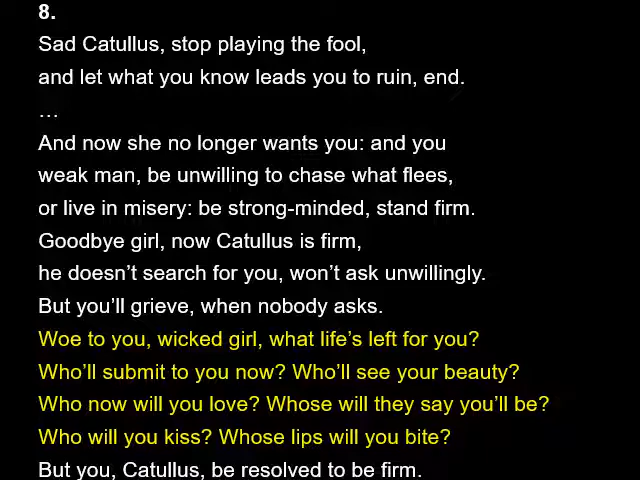 8.
Sad Catullus, stop playing the fool,
and let what you know leads you to ruin, end.
…
And now she no longer wants you: and you
weak man, be unwilling to chase what flees,
or live in misery: be strong-minded, stand firm.
Goodbye girl, now Catullus is firm,
he doesn’t search for you, won’t ask unwillingly.
But you’ll grieve, when nobody asks.
Woe to you, wicked girl, what life’s left for you?
Who’ll submit to you now? Who’ll see your beauty?
Who now will you love? Whose will they say you’ll be?
Who will you kiss? Whose lips will you bite?
But you, Catullus, be resolved to be firm.